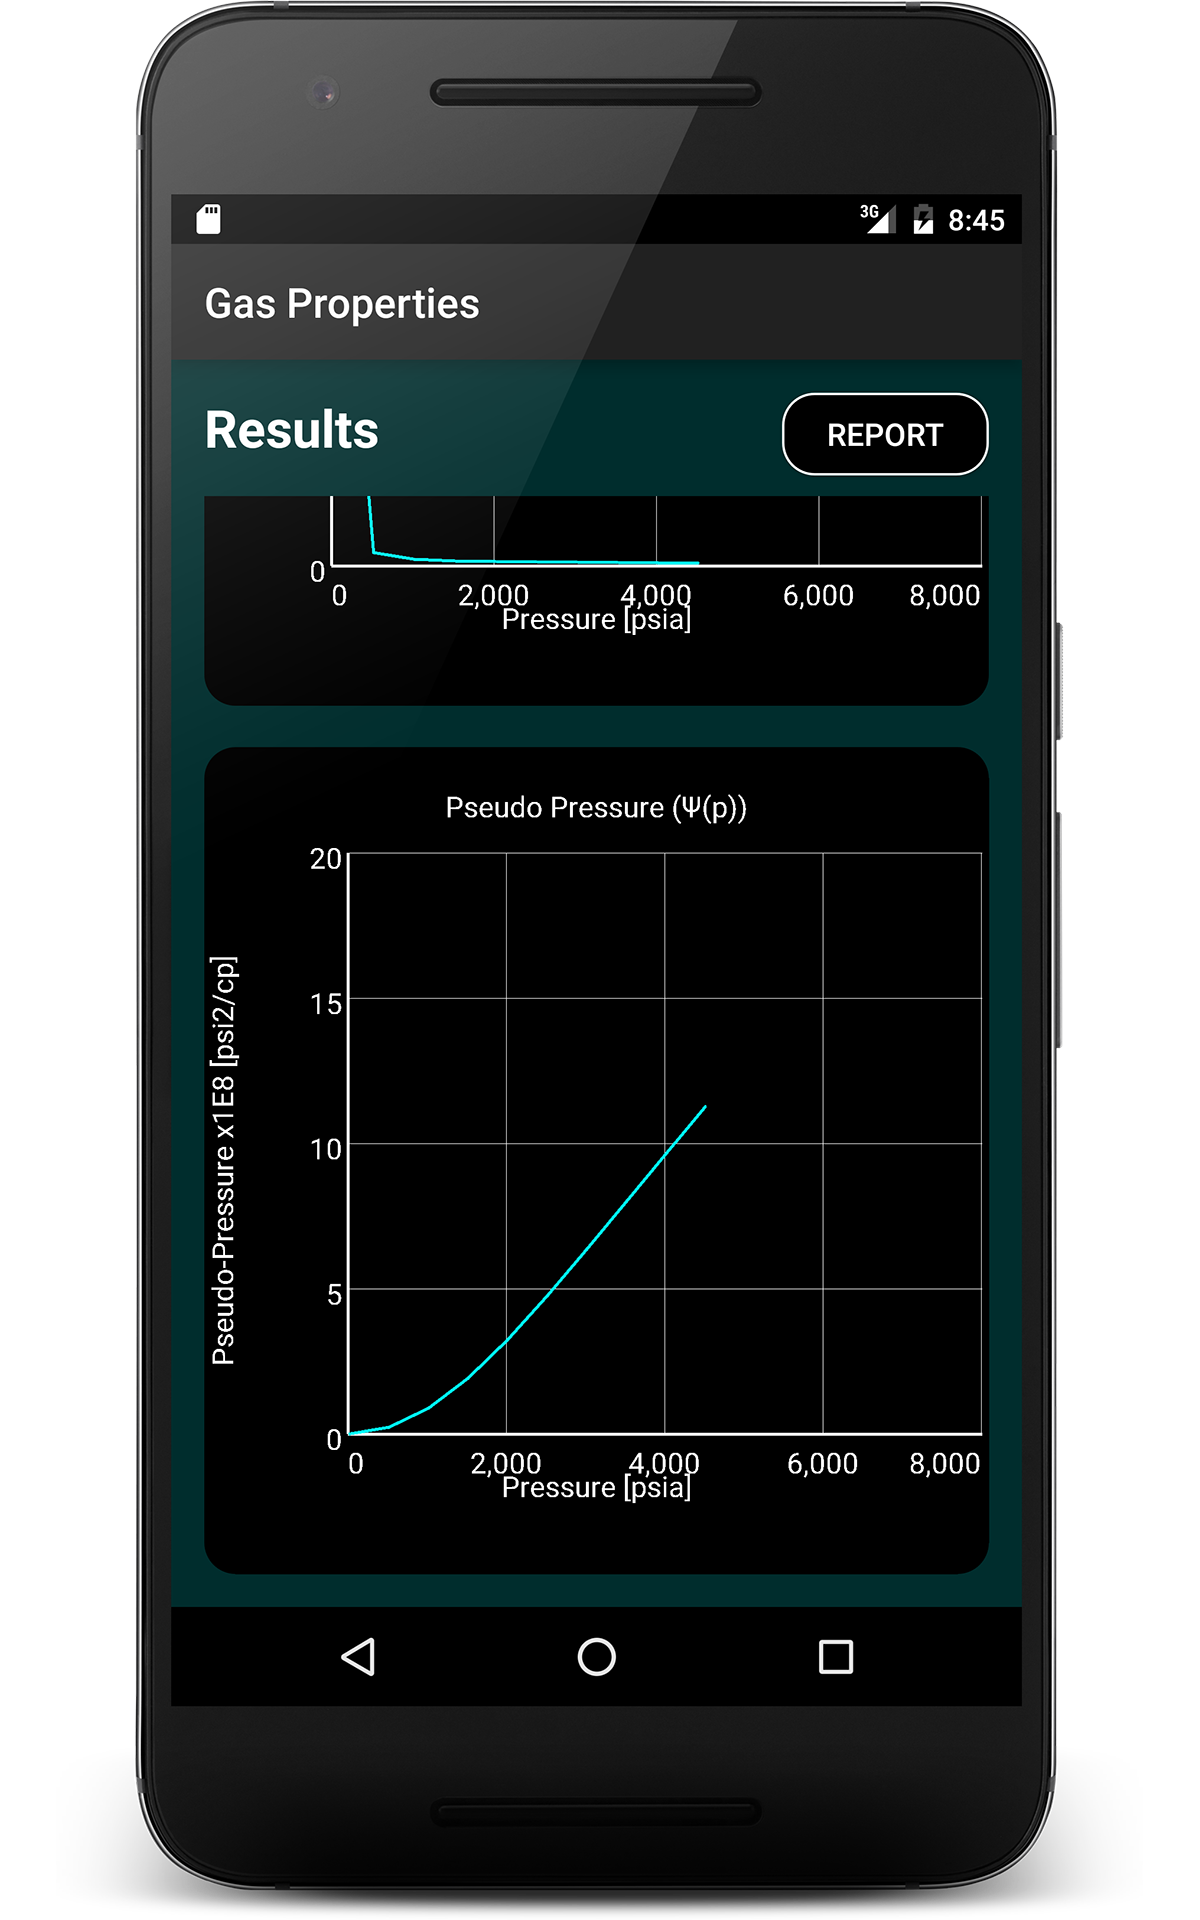 3G 8:45
Gas Properties
Results
REPORT
0
0 2,000 4,000 6,000 8,000
Pressure [psia]
Pseudo Pressure (Ψ(p))
Pseudo-Pressure x1E8 [psi2/cp]
20
15
10
5
0
0 2,000 4,000 6,000 8,000
Pressure [psia]